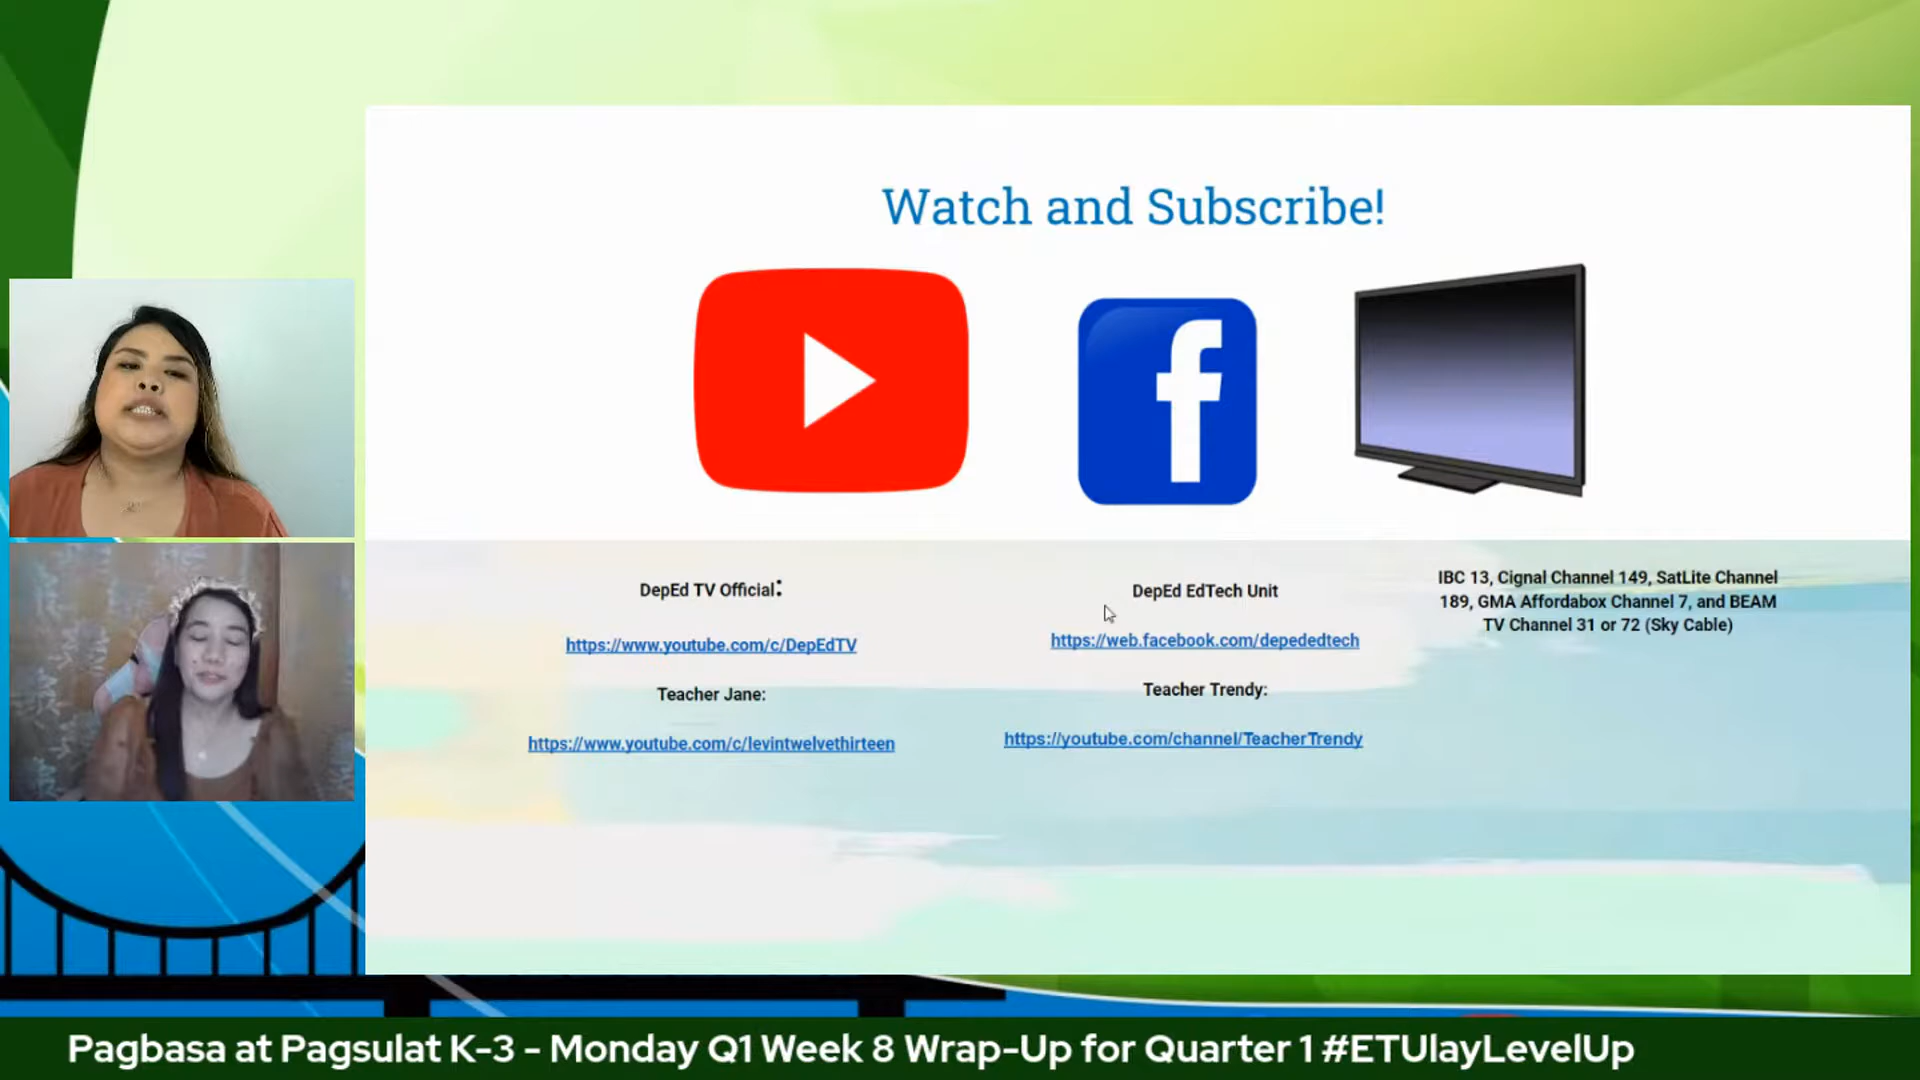 Watch and Subscribe!
DepEd TV Official:
https://www.youtube.com/c/DepEdTV
Teacher Jane:
https://www.youtube.com/c/levintwelvethirteen
DepEd EdTech Unit
https://web.facebook.com/depededtech
Teacher Trendy:
https://youtube.com/channel/TeacherTrendy
IBC 13, Cignal Channel 149, SatLite Channel
189, GMA Affordabox Channel 7, and BEAM
TV Channel 31 or 72 (Sky Cable)
Pagbasa at Pagsulat K-3 - Monday Q1 Week 8 Wrap-Up for Quarter 1 #ETUlayLevelUp